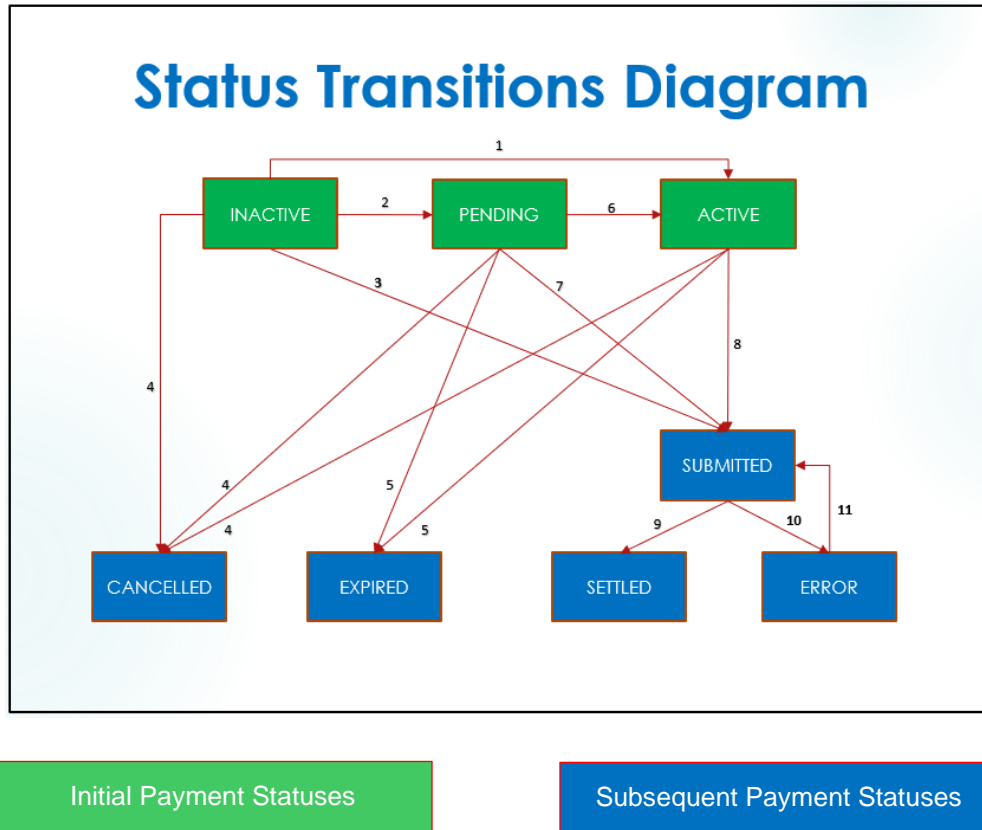 Status Transitions Diagram
1
INACTIVE
2
PENDING
6
ACTIVE
3
7
8
4
SUBMITTED
4
5
4
5
9
10
11
CANCELLED
EXPIRED
SETTLED
ERROR
Initial Payment Statuses
Subsequent Payment Statuses